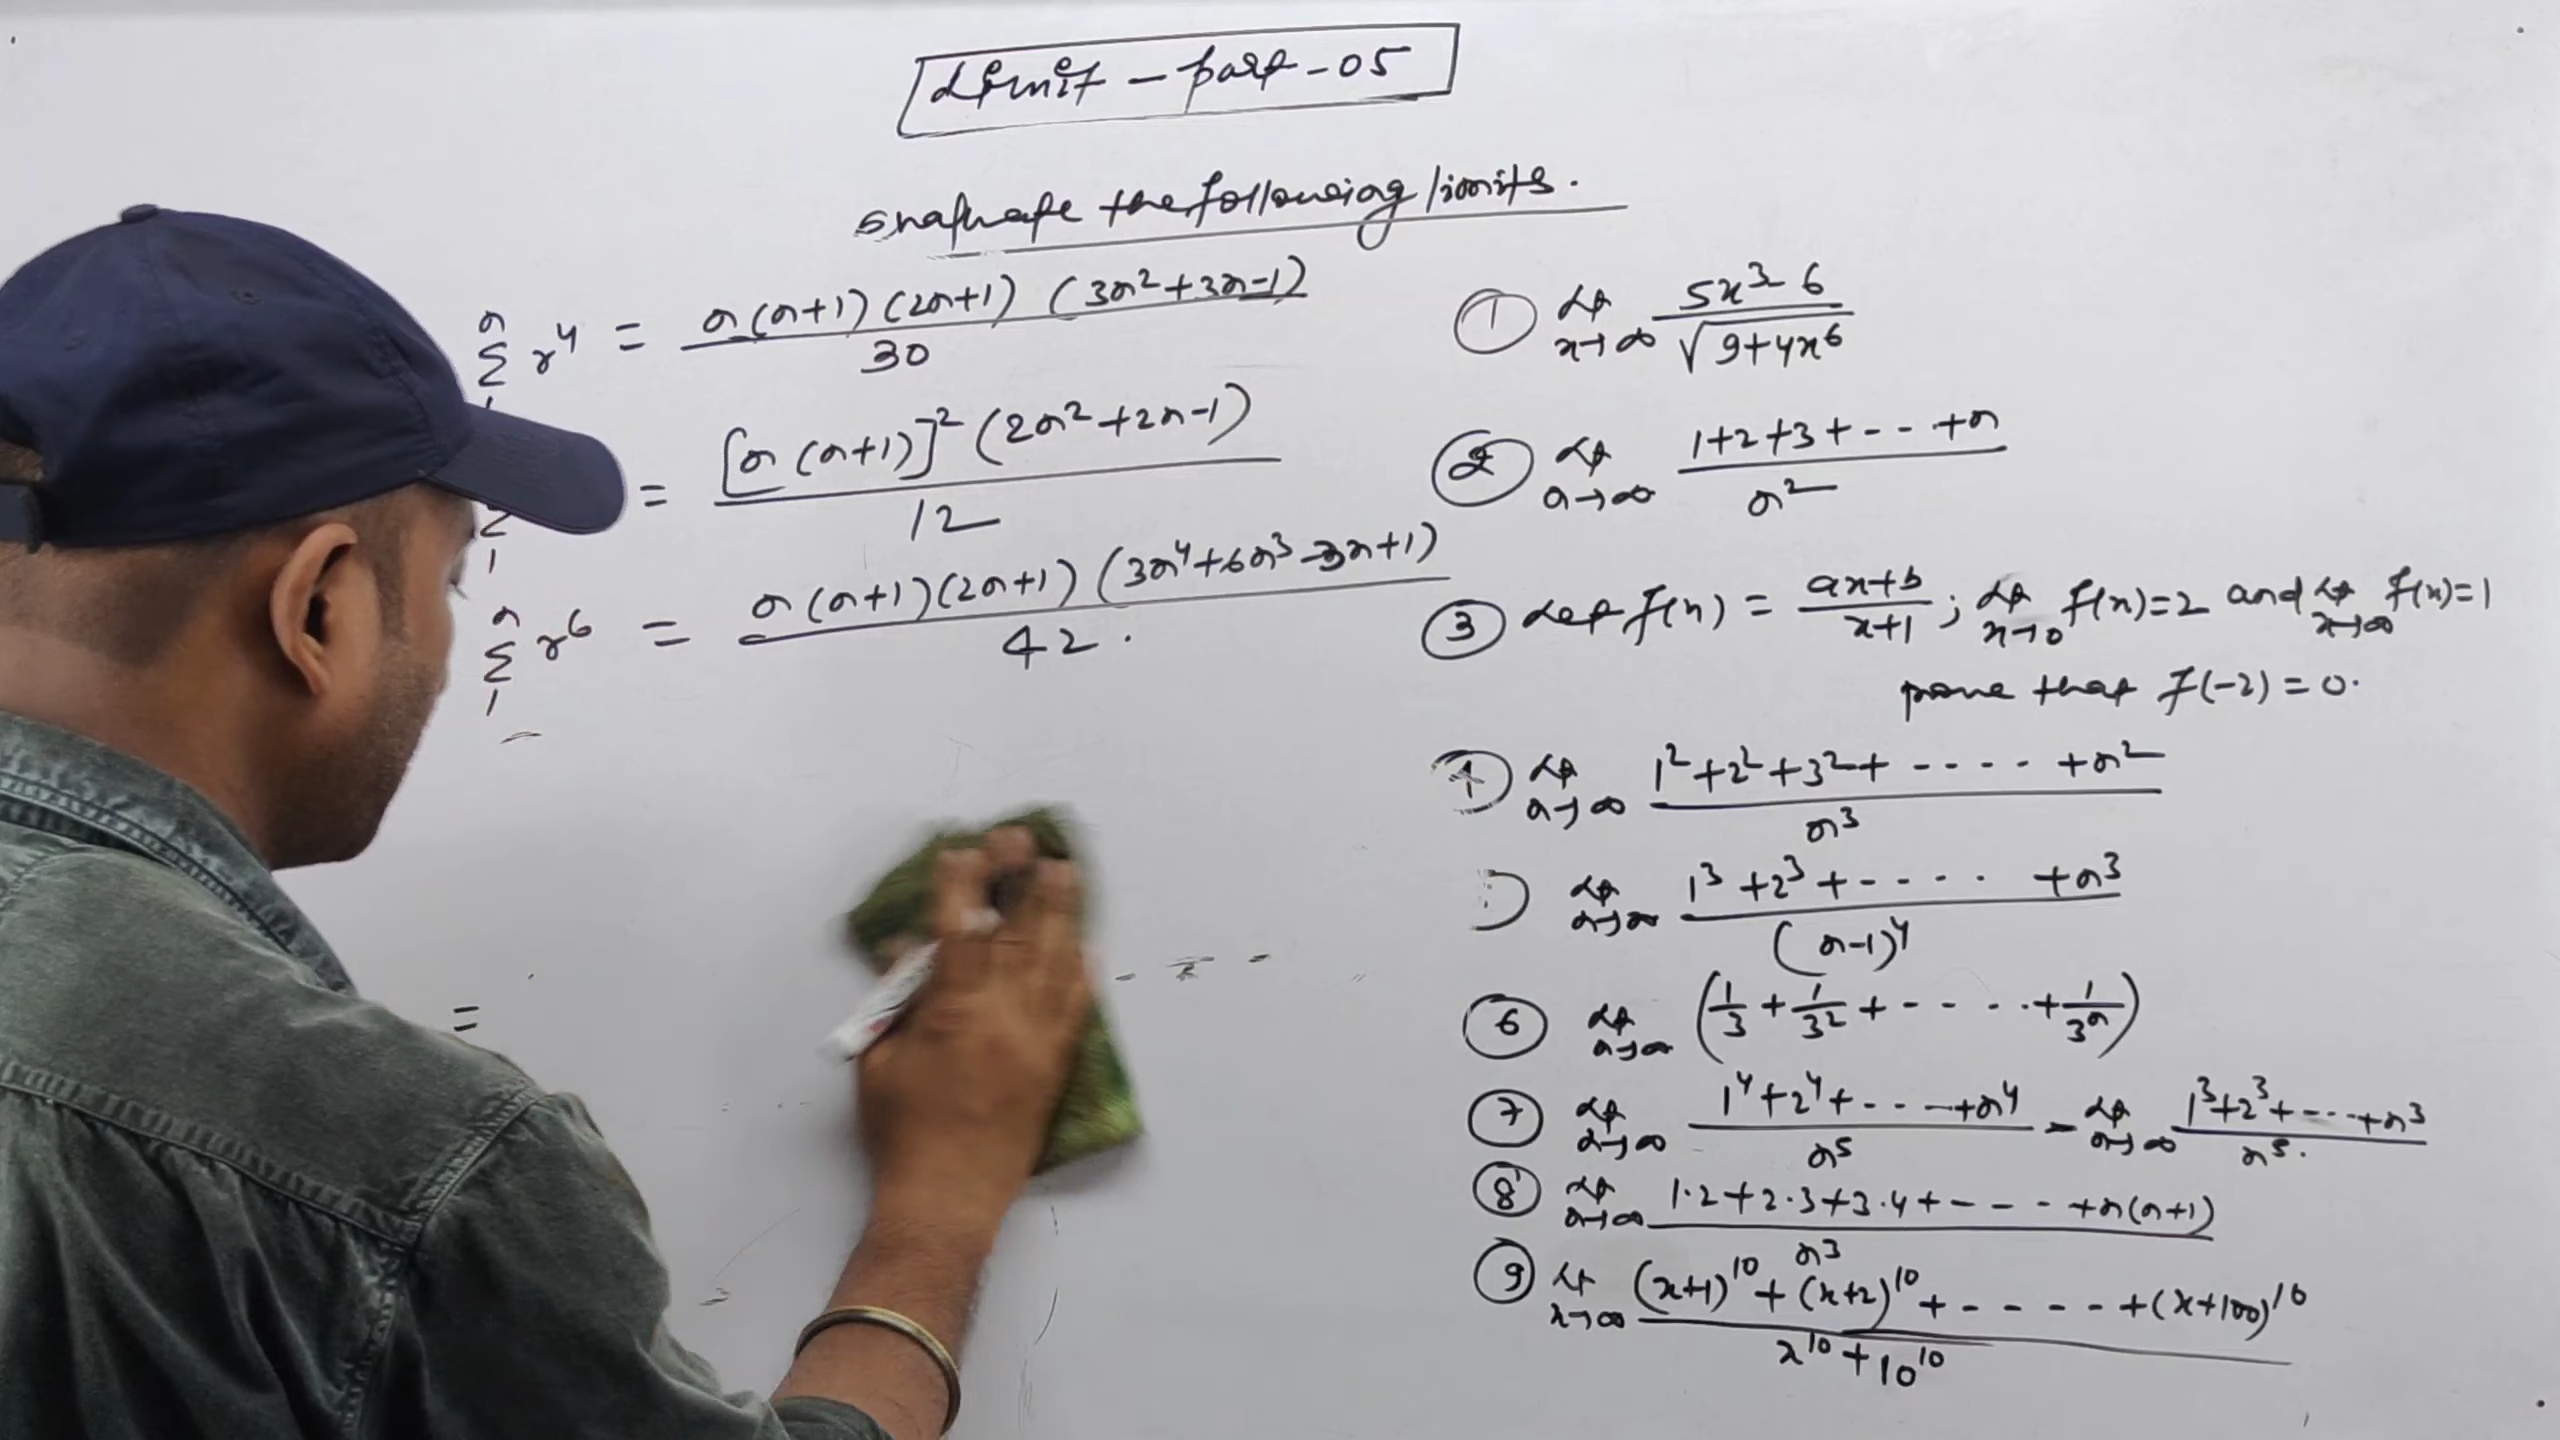 Limit - part - 05
Evaluate the following limits.
n Σ 1 r⁴ = n(n+1)(2n+1)(3n²+3n-1) / 30
Σ 1 = [n(n+1)]²(2n²+2n-1) / 12
n Σ 1 r⁶ = n(n+1)(2n+1)(3n⁴+6n³-3n+1) / 42.
=
① Lt x→∞ 5x³-6 / √9+4x⁶
② Lt n→∞ 1+2+3+--..+n / n²
③ Let f(x) = ax+b / x+1 ; Lt x→0 f(x)=2 and Lt x→∞ f(x)=1
prove that f(-2)=0.
④ Lt n→∞ 1²+2²+3²+----..+n² / n³
Lt n→∞ 1³+2³+-----+n³ / (n-1)⁴
⑥ Lt n→∞ (1/3 + 1/3² + -----+ 1/3ⁿ)
⑦ Lt n→∞ 1⁴+2⁴+----+n⁴ / n⁵ - Lt n→∞ 1³+2³+----+n³ / n⁵.
⑧ Lt n→∞ 1·2+2·3+3·4+----+n(n+1) / n³
⑨ Lt x→∞ (x+1)¹⁰+(x+2)¹⁰+-----+(x+100)¹⁰ / x¹⁰+10¹⁰